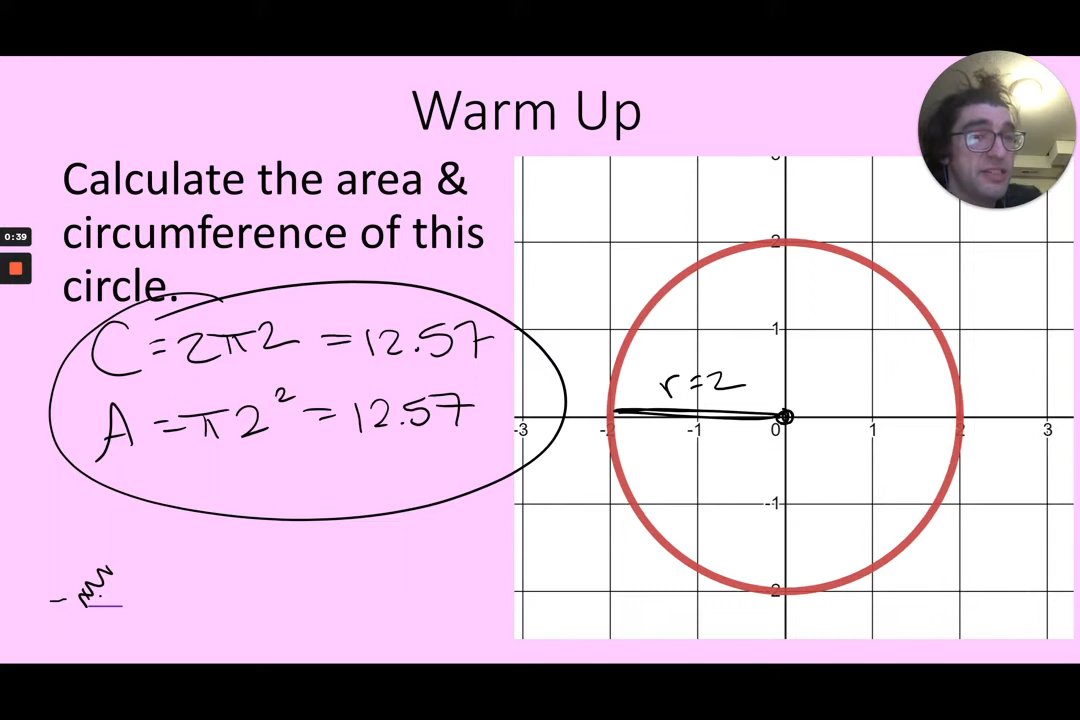 Warm Up
0:39
Calculate the area &
circumference of this
circle.
C = 2π2 = 12.57
A = π2² = 12.57
r = 2
2
1
-3 -2 -1 0 1 2 3
-1
2